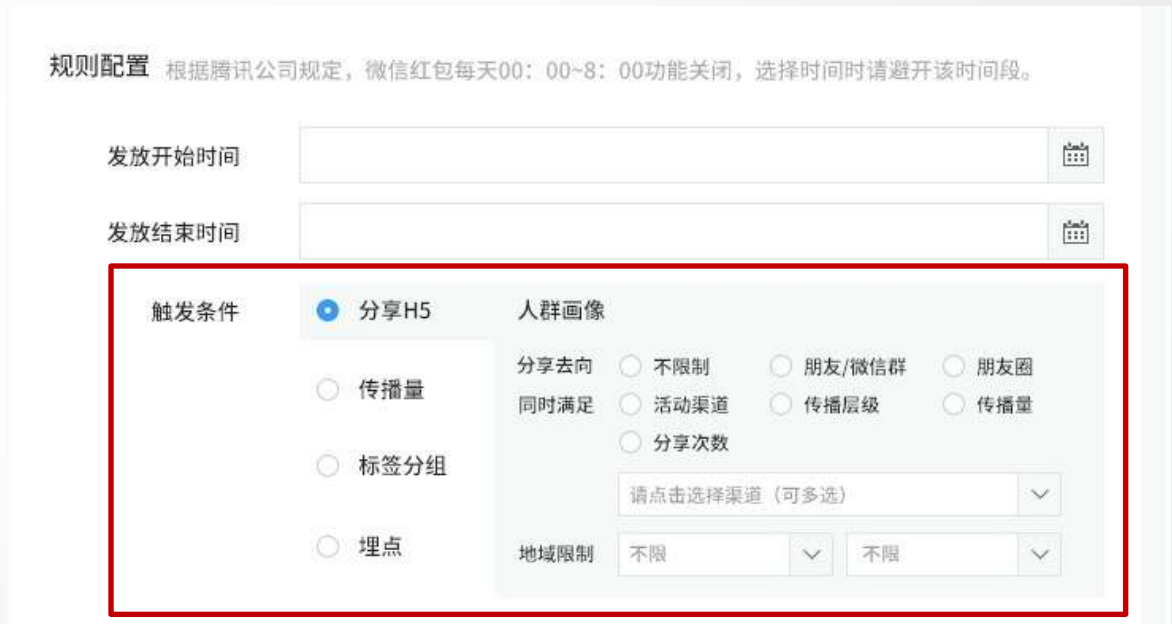 规则配置 根据腾讯公司规定，微信红包每天00：00~8：00功能关闭，选择时间时请避开该时间段。
发放开始时间
发放结束时间
触发条件 分享H5 人群画像
分享去向 不限制 朋友/微信群 朋友圈
传播量
同时满足 活动渠道 传播层级 传播量
分享次数
标签分组
请点击选择渠道（可多选）
埋点
地域限制 不限 不限